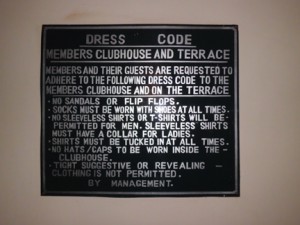 DRESS CODE
MEMBERS CLUBHOUSE AND TERRACE
MEMBERS AND THEIR GUESTS ARE REQUESTED TO
ADHERE TO THE FOLLOWING DRESS CODE TO THE
MEMBERS CLUBHOUSE AND ON THE TERRACE
- NO SANDALS OR FLIP FLOPS.
- SOCKS MUST BE WORN WITH SHOES AT ALL TIMES.
- NO SLEEVELESS SHIRTS OR T-SHIRTS WILL BE-
PERMITTED FOR MEN. SLEEVELESS SHIRTS
MUST HAVE A COLLAR FOR LADIES.
- SHIRTS MUST BE TUCKED IN AT ALL TIMES.
- NO HATS/CAPS TO BE WORN INSIDE THE -
CLUBHOUSE.
- TIGHT SUGGESTIVE OR REVEALING -
CLOTHING IS NOT PERMITTED.
BY MANAGEMENT.